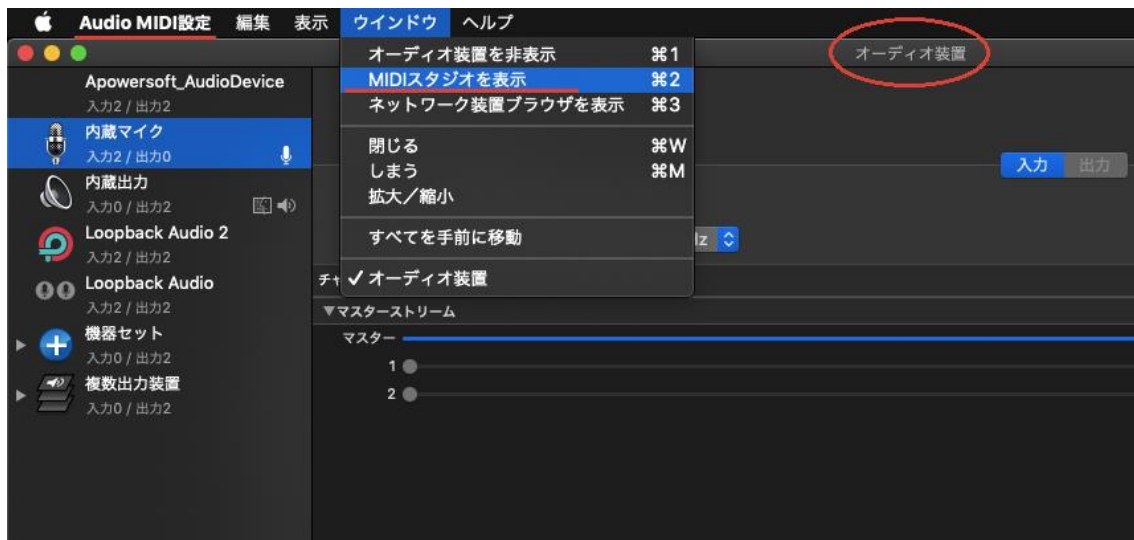 Audio MIDI設定 編集 表示 ウインドウ ヘルプ
オーディオ装置
オーディオ装置を非表示 ⌘1
MIDIスタジオを表示 ⌘2
ネットワーク装置ブラウザを表示 ⌘3
閉じる ⌘W
しまう ⌘M
拡大/縮小
すべてを手前に移動
✓オーディオ装置
Apowersoft_AudioDevice
入力2 / 出力2
内蔵マイク
入力2 / 出力0
内蔵出力
入力0 / 出力2
Loopback Audio 2
入力2 / 出力2
Loopback Audio
入力2 / 出力2
機器セット
入力0 / 出力2
複数出力装置
入力0 / 出力2
入力 出力
Hz
▼マスターストリーム
マスター
1
2